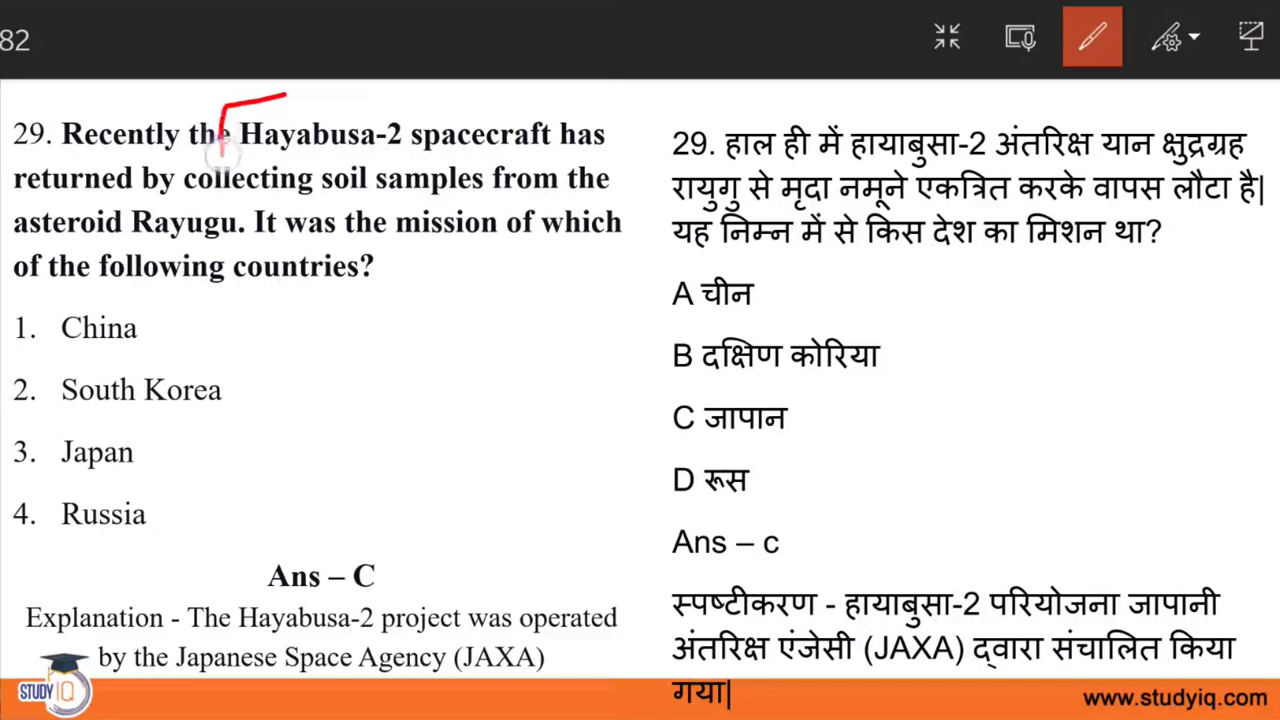 82
29. Recently the Hayabusa-2 spacecraft has
returned by collecting soil samples from the
asteroid Rayugu. It was the mission of which
of the following countries?
1. China
2. South Korea
3. Japan
4. Russia
Ans – C
Explanation - The Hayabusa-2 project was operated
by the Japanese Space Agency (JAXA)
29. हाल ही में हायाबुसा-2 अंतरिक्ष यान क्षुद्रग्रह
रायुगु से मृदा नमूने एकत्रित करके वापस लौटा है|
यह निम्न में से किस देश का मिशन था?
A चीन
B दक्षिण कोरिया
C जापान
D रूस
Ans – c
स्पष्टीकरण - हायाबुसा-2 परियोजना जापानी
अंतरिक्ष एंजेसी (JAXA) द्वारा संचालित किया
गया|
STUDY IQ
www.studyiq.com